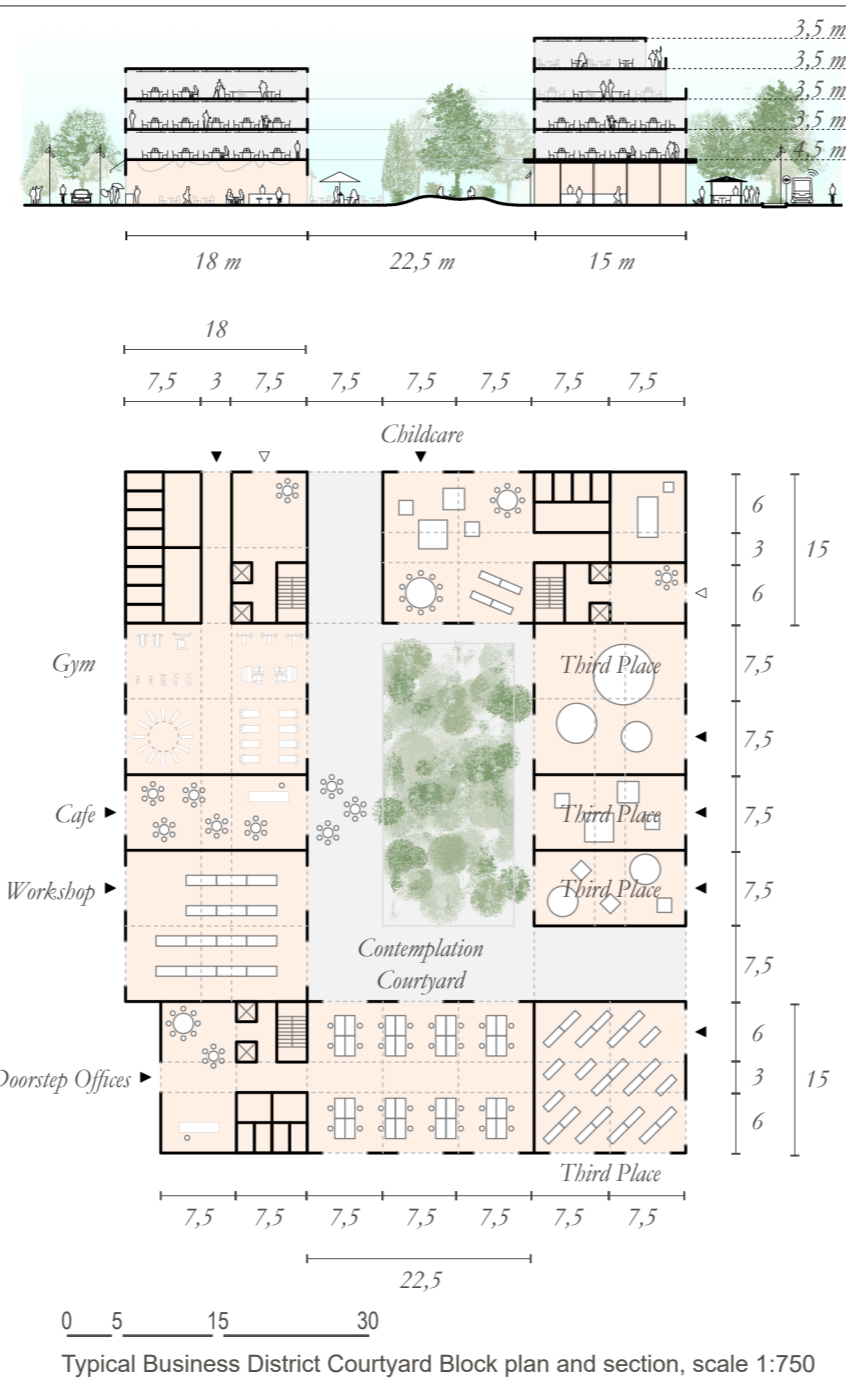 3,5 m
3,5 m
3,5 m
3,5 m
4,5 m
18 m 22,5 m 15 m
18
7,5 3 7,5 7,5 7,5 7,5 7,5 7,5
Childcare
6
3 15
6
Gym Third Place 7,5
7,5
Cafe Third Place 7,5
Workshop Third Place 7,5
Contemplation
Courtyard
7,5
6
Doorstep Offices 3 15
6
Third Place
7,5 7,5 7,5 7,5 7,5 7,5 7,5
22,5
0 5 15 30
Typical Business District Courtyard Block plan and section, scale 1:750